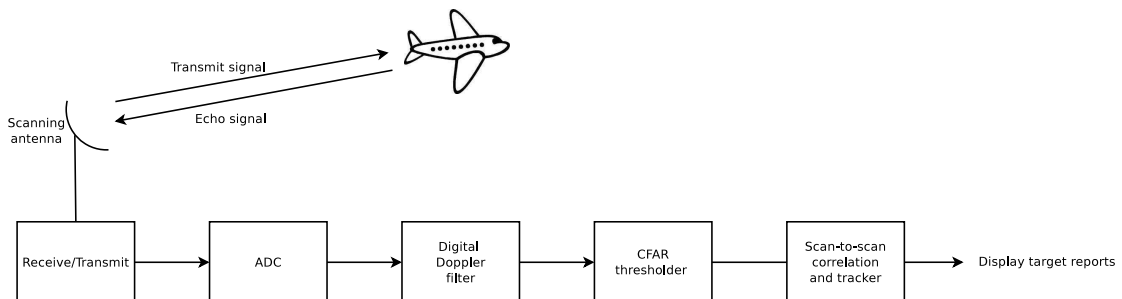 Transmit signal
Echo signal
Scanning
antenna
Receive/Transmit
ADC
Digital
Doppler
filter
CFAR
thresholder
Scan-to-scan
correlation
and tracker
Display target reports